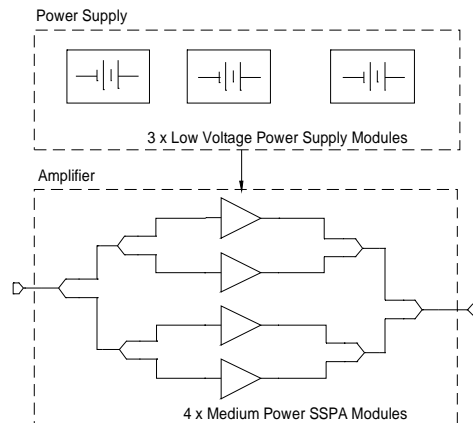 Power Supply
3 x Low Voltage Power Supply Modules
Amplifier
4 x Medium Power SSPA Modules